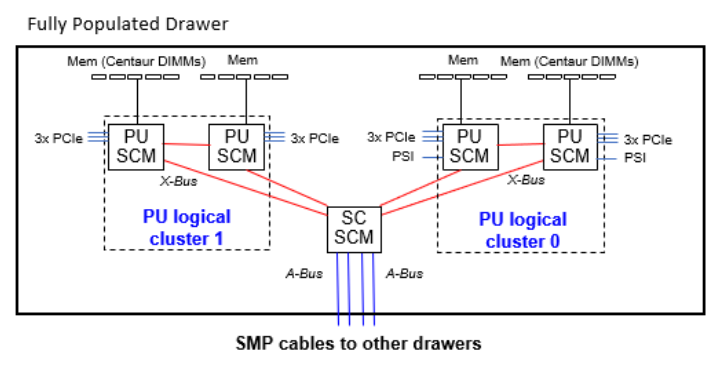 Fully Populated Drawer
Mem (Centaur DIMMs)
Mem
Mem
Mem (Centaur DIMMs)
3x PCIe
PU
SCM
PU
SCM
3x PCIe
3x PCIe
PSI
PU
SCM
PU
SCM
3x PCIe
PSI
X-Bus
X-Bus
PU logical
cluster 1
SC
SCM
PU logical
cluster 0
A-Bus
A-Bus
SMP cables to other drawers